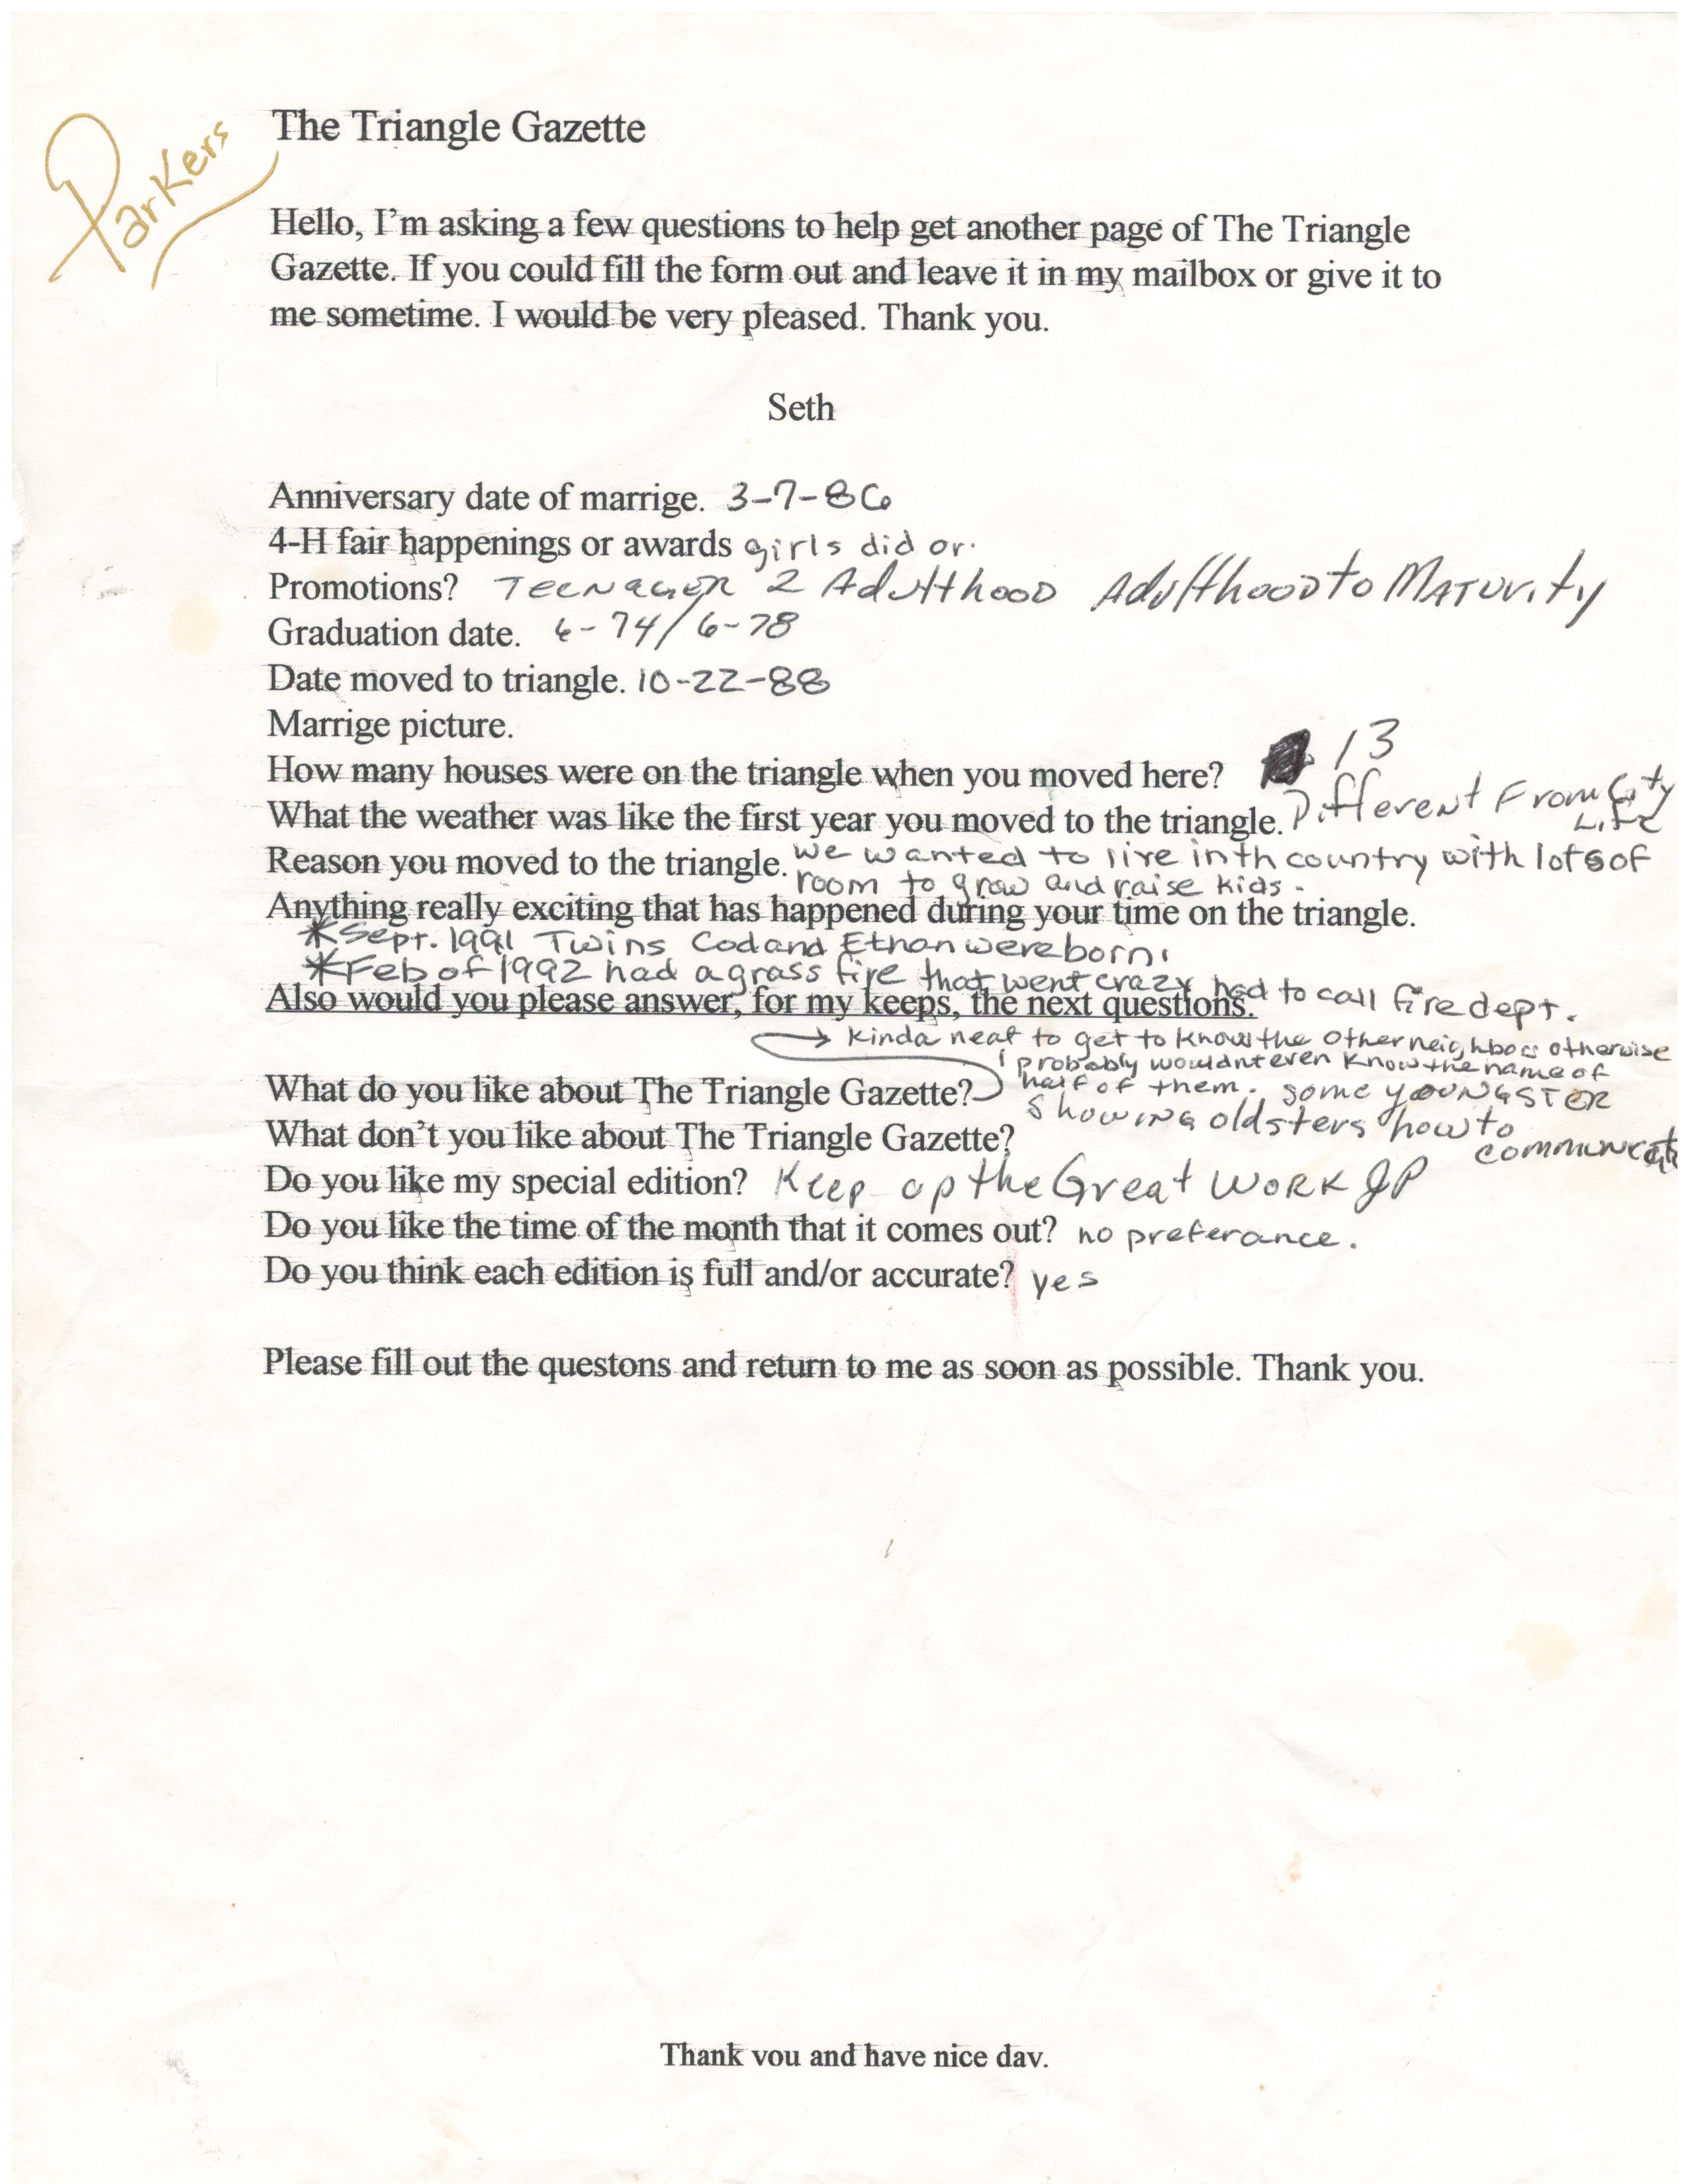 Parkers
The Triangle Gazette
Hello, I'm asking a few questions to help get another page of The Triangle
Gazette. If you could fill the form out and leave it in my mailbox or give it to
me sometime. I would be very pleased. Thank you.
Seth
Anniversary date of marrige. 3-7-86
4-H fair happenings or awards girls did or.
Promotions? Teenager 2 Adulthood Adulthood to Maturity
Graduation date. 6-74/6-78
Date moved to triangle. 10-22-88
Marrige picture.
How many houses were on the triangle when you moved here? 13
What the weather was like the first year you moved to the triangle. Different From City
Life
Reason you moved to the triangle. we wanted to live in th country with lots of
room to grow and raise kids.
Anything really exciting that has happened during your time on the triangle.
*Sept. 1991 Twins Cod and Ethan were born.
*Feb of 1992 had a grass fire that went crazy had to call fire dept.
Also would you please answer, for my keeps, the next questions.
→ Kinda neat to get to know the other neighbors otherwise
I probably wouldnt even know the name of
What do you like about The Triangle Gazette? half of them. some youngster
showing oldsters how to
What don't you like about The Triangle Gazette?
communicate
Do you like my special edition? Keep up the Great Work JP
Do you like the time of the month that it comes out? no preferance.
Do you think each edition is full and/or accurate? yes
Please fill out the questons and return to me as soon as possible. Thank you.
Thank you and have nice day.